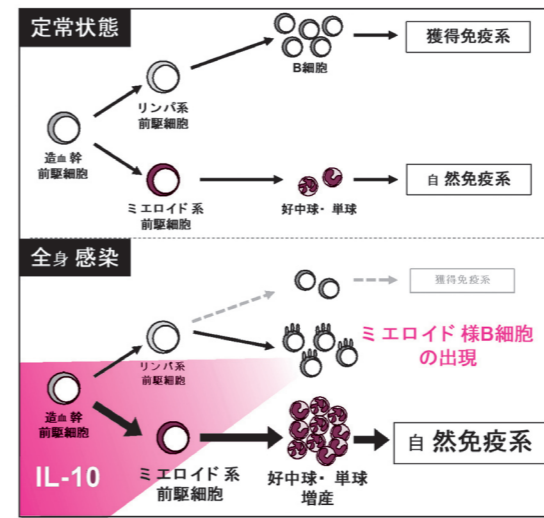 定常状態
B細胞
獲得免疫系
リンパ系
前駆細胞
造血幹
前駆細胞
ミエロイド系
前駆細胞
好中球・単球
自然免疫系
全身感染
獲得免疫系
リンパ系
前駆細胞
ミエロイド様B細胞
の出現
造血幹
前駆細胞
IL-10
ミエロイド系
前駆細胞
好中球・単球
増産
自然免疫系